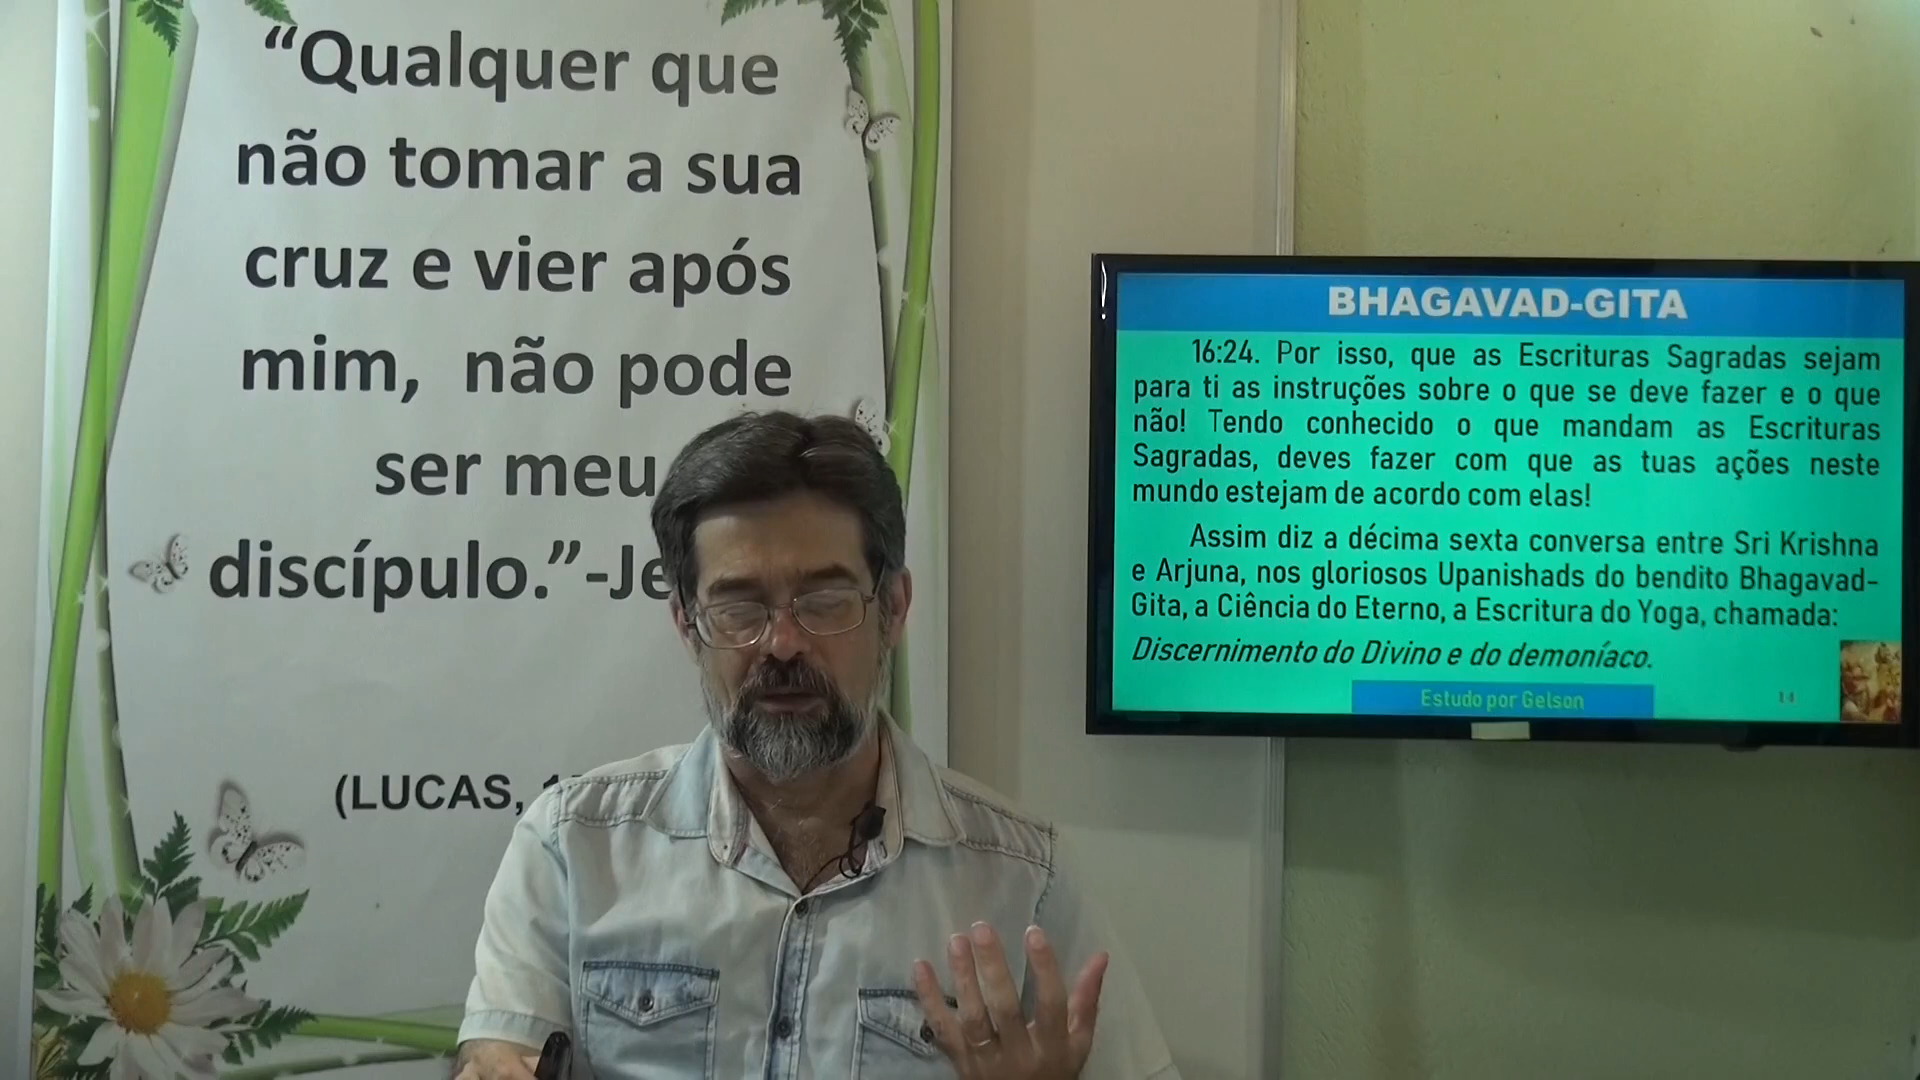 “Qualquer que
não tomar a sua
cruz e vier após
mim, não pode
ser meu
discípulo.”-Je
(LUCAS,
BHAGAVAD-GITA
16:24. Por isso, que as Escrituras Sagradas sejam
para ti as instruções sobre o que se deve fazer e o que
não! Tendo conhecido o que mandam as Escrituras
Sagradas, deves fazer com que as tuas ações neste
mundo estejam de acordo com elas!
Assim diz a décima sexta conversa entre Sri Krishna
e Arjuna, nos gloriosos Upanishads do bendito Bhagavad-
Gita, a Ciência do Eterno, a Escritura do Yoga, chamada:
Discernimento do Divino e do demoníaco.
Estudo por Gelson
14